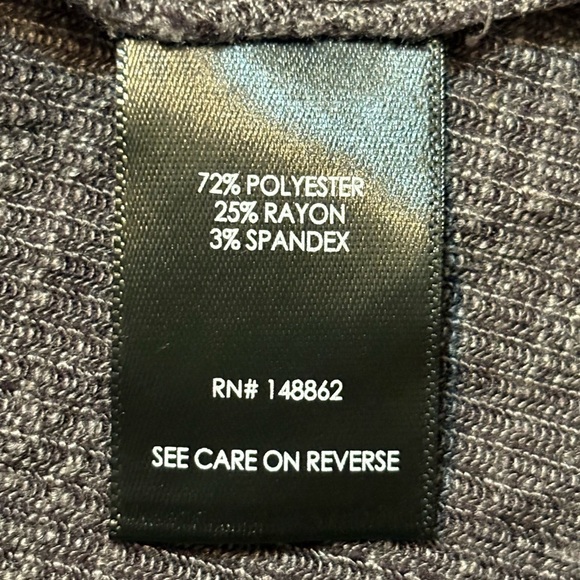 72% POLYESTER
25% RAYON
3% SPANDEX
RN# 148862
SEE CARE ON REVERSE